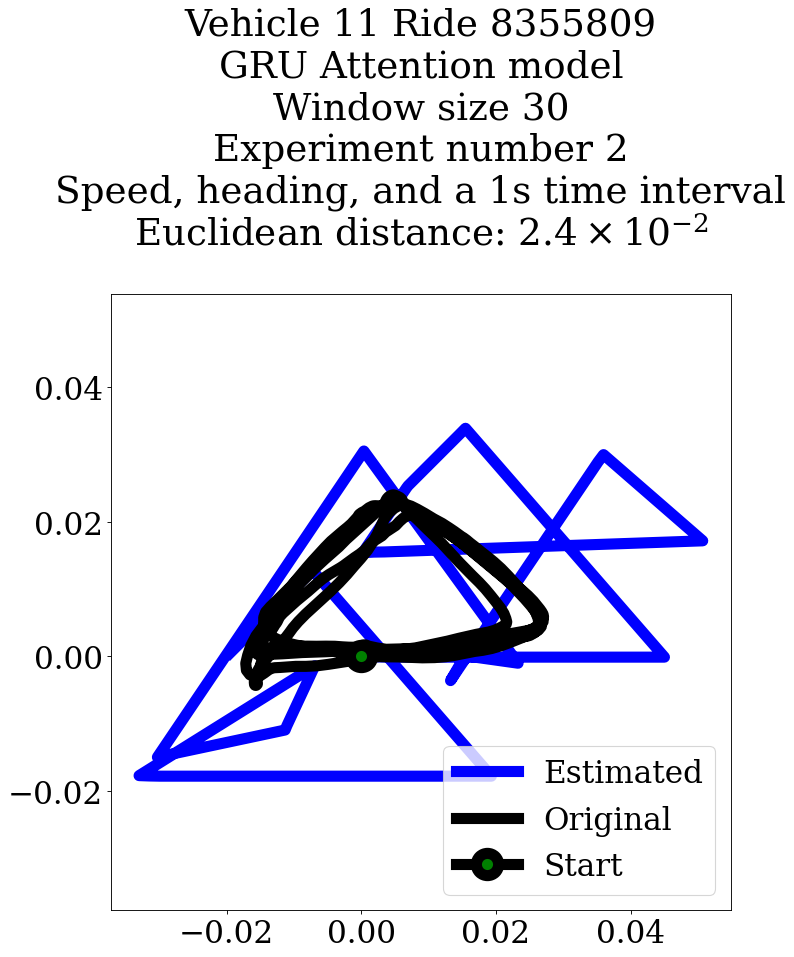 Vehicle 11 Ride 8355809
GRU Attention model
Window size 30
Experiment number 2
Speed, heading, and a 1s time interval
Euclidean distance: 2.4 × 10⁻²
0.04
0.02
0.00
−0.02
Estimated
Original
Start
−0.02 0.00 0.02 0.04